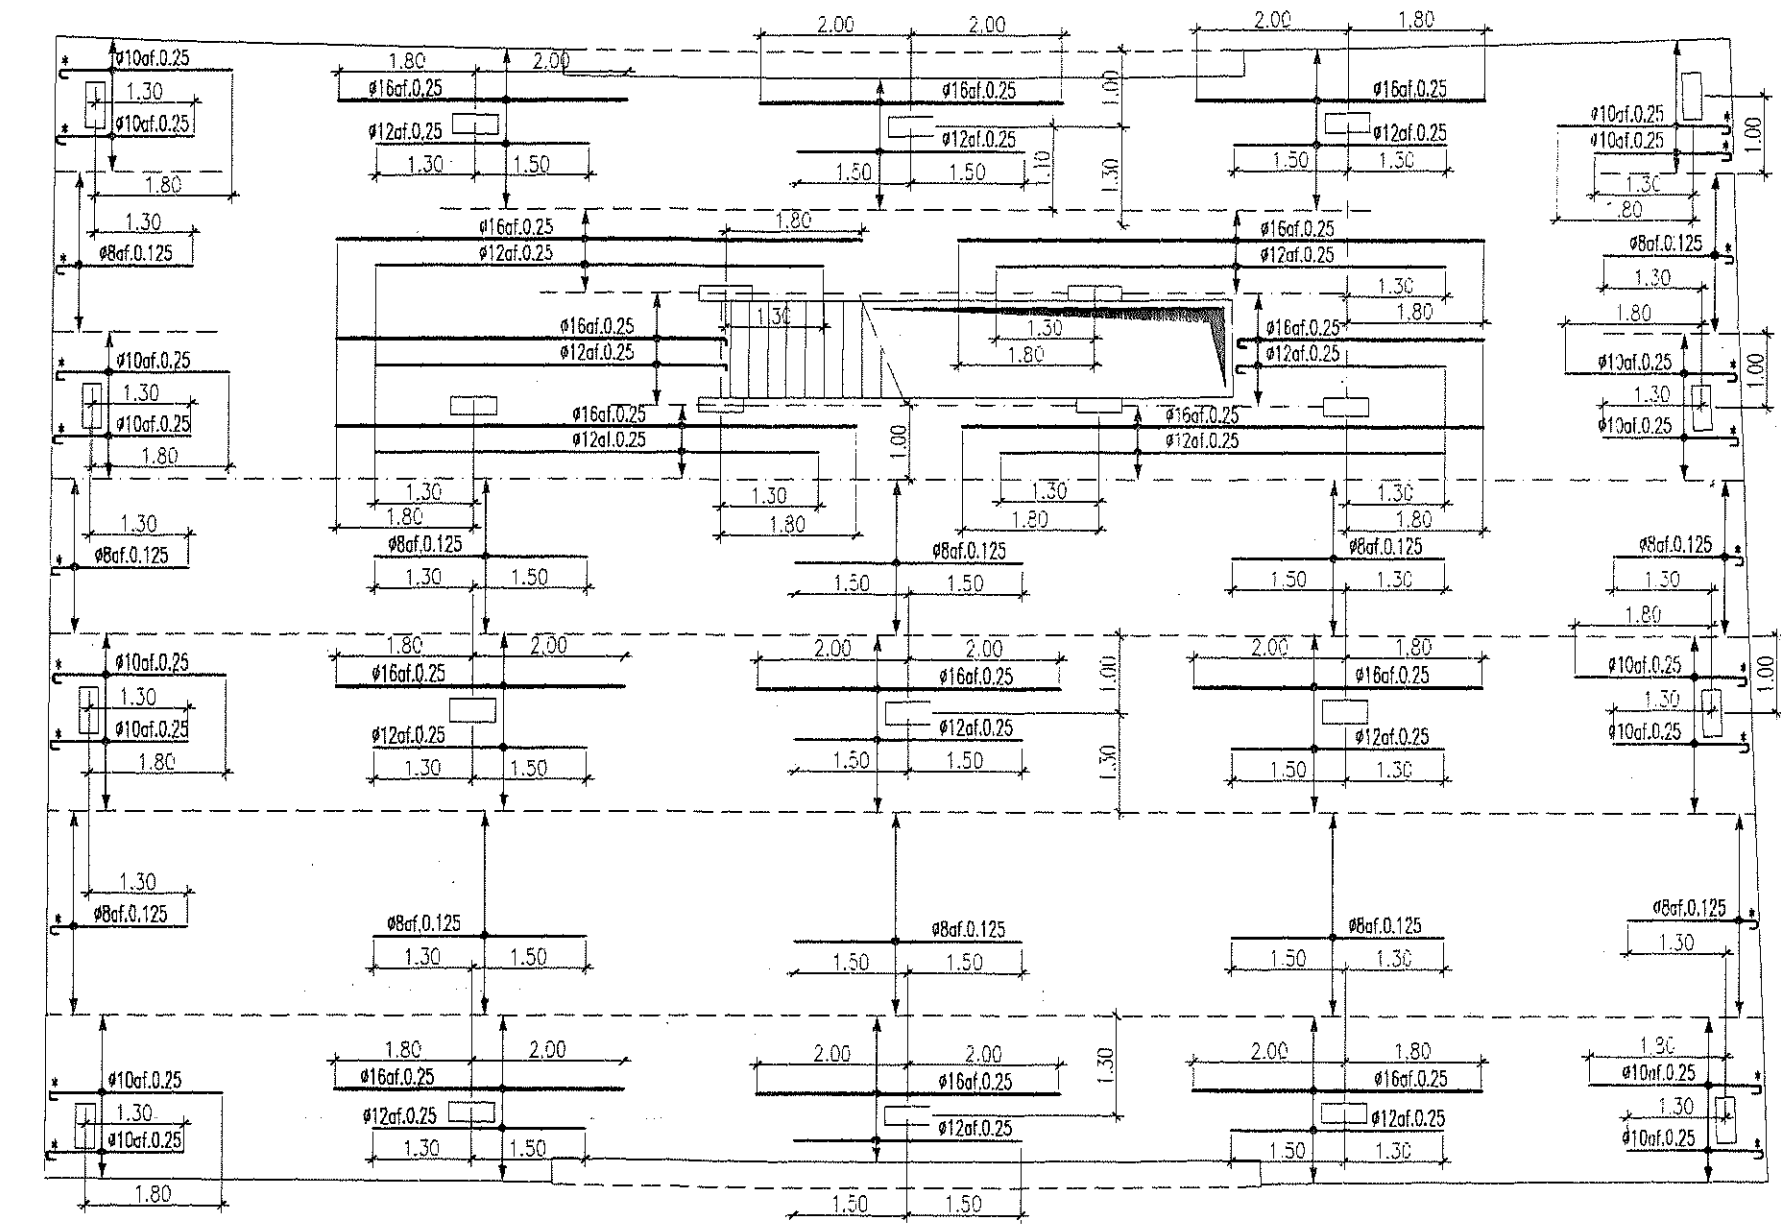 2.00 2.00 2.00 1.80
* ø10af.0.25 1.80 2.00
ø16af.0.25 ø16af.0.25 ø16af.0.25
1.30 1.00
* ø10af.0.25 ø12af.0.25 ø12af.0.25 ø12af.0.25 * ø10af.0.25
ø10af.0.25 * 1.00
1.30 1.50 1.50 1.50 .10 1.30 1.50 1.30
1.80 1.30
.80
1.30 1.80
ø16af.0.25 ø16af.0.25
* ø8af.0.125 ø12af.0.25 ø12af.0.25 ø8af.0.125 *
1.30 1.30
1.30 1.80 1.80
ø16af.0.25 1.30 ø16af.0.25
* ø10af.0.25 ø12af.0.25 1.80 ø12af.0.25 ø10af.0.25 * 1.00
1.30 1.30
* ø10af.0.25 ø16af.0.25 ø16af.0.25 ø10af.0.25 *
ø12af.0.25 1.00 ø12af.0.25
1.80
1.30 1.30 1.30 1.30
1.30 1.80 1.80 1.80 1.80
* ø8af.0.125 ø8af.0.125 ø8af.0.125 ø8af.0.125 ø8af.0.125 *
1.30 1.50 1.50 1.50 1.50 1.30 1.30
1.80
1.80 2.00 2.00 2.00 2.00 1.80
* ø10af.0.25 ø16af.0.25 ø16af.0.25 1.00 ø16af.0.25 ø10af.0.25 * 1.00
1.30 1.30
* ø10af.0.25 ø12af.0.25 ø12af.0.25 ø12af.0.25 ø10af.0.25 *
1.80 1.30 1.50 1.50 1.50 1.30 1.50 1.30
1.30
* ø8af.0.125 ø8af.0.125 ø8af.0.125 ø8af.0.125 ø8af.0.125 *
1.30 1.50 1.50 1.50 1.50 1.30 1.30
1.80 2.00 2.00 2.00 1.30 2.00 1.80
* ø10af.0.25 ø16af.0.25 ø16af.0.25 ø16af.0.25 ø10af.0.25 *
1.30 ø12af.0.25 ø12af.0.25 ø12af.0.25 1.30
* ø10af.0.25 1.30 1.50 1.50 1.30 ø10af.0.25 *
1.80 1.50 1.50